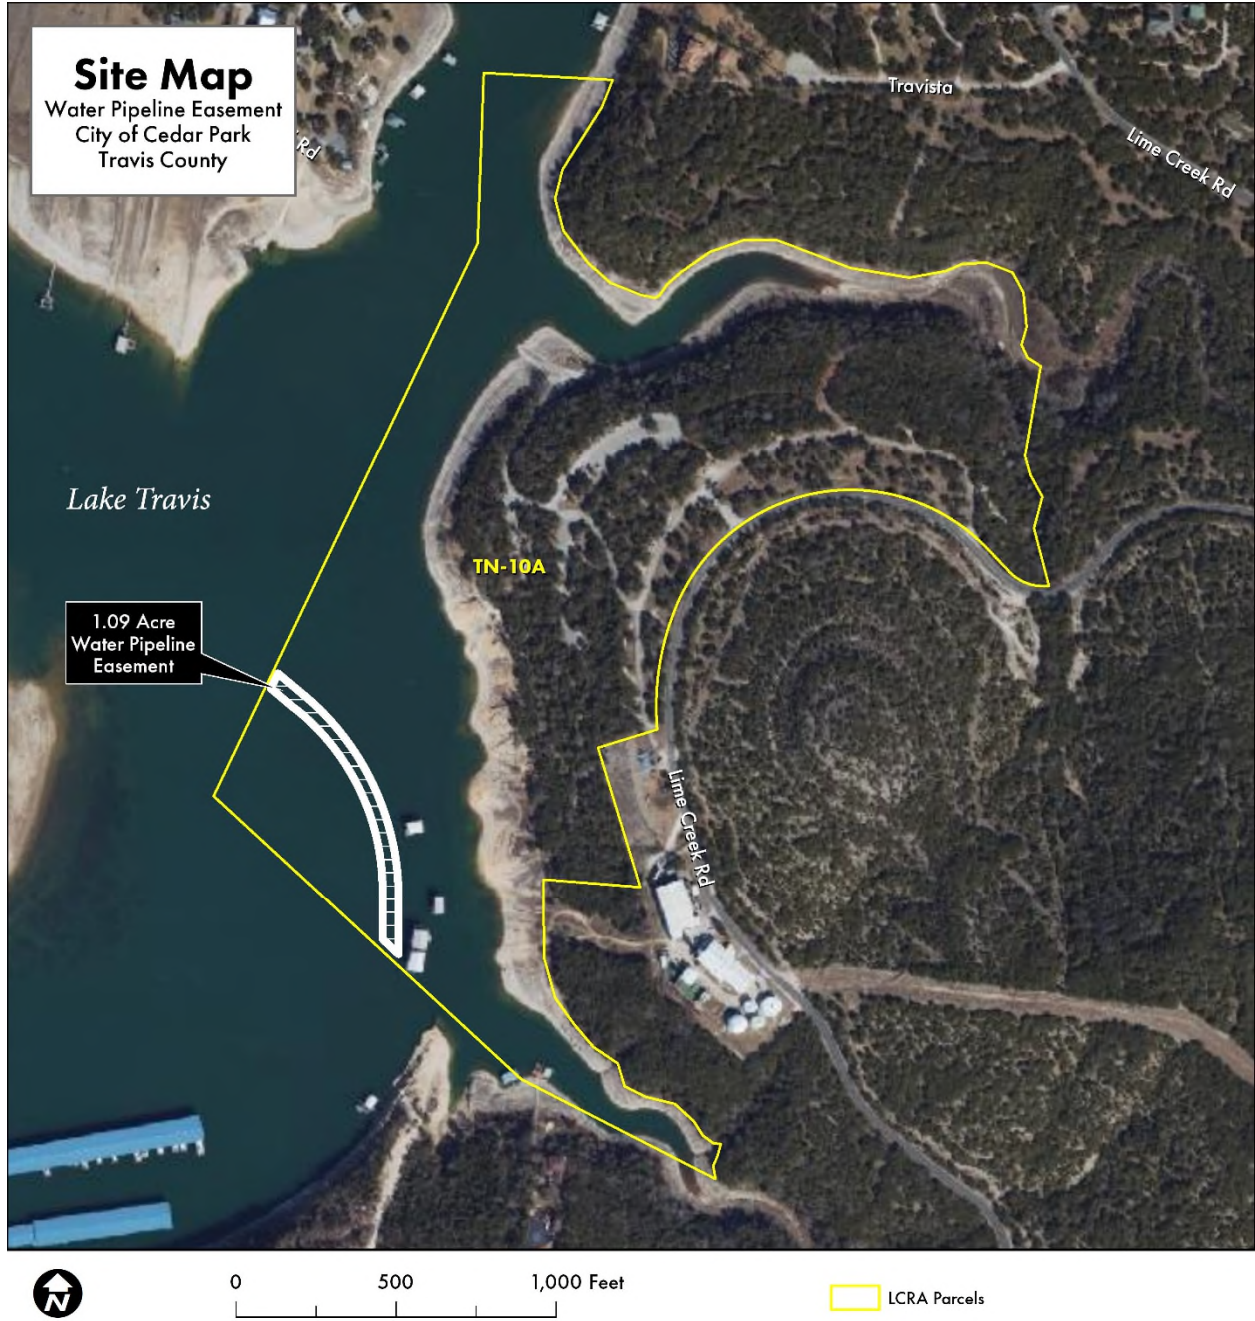 Site Map
Water Pipeline Easement
City of Cedar Park
Travis County
Rd
Travista
Lime Creek Rd
Lake Travis
TN-10A
1.09 Acre
Water Pipeline
Easement
Lime Creek Rd
N
0 500 1,000 Feet
LCRA Parcels